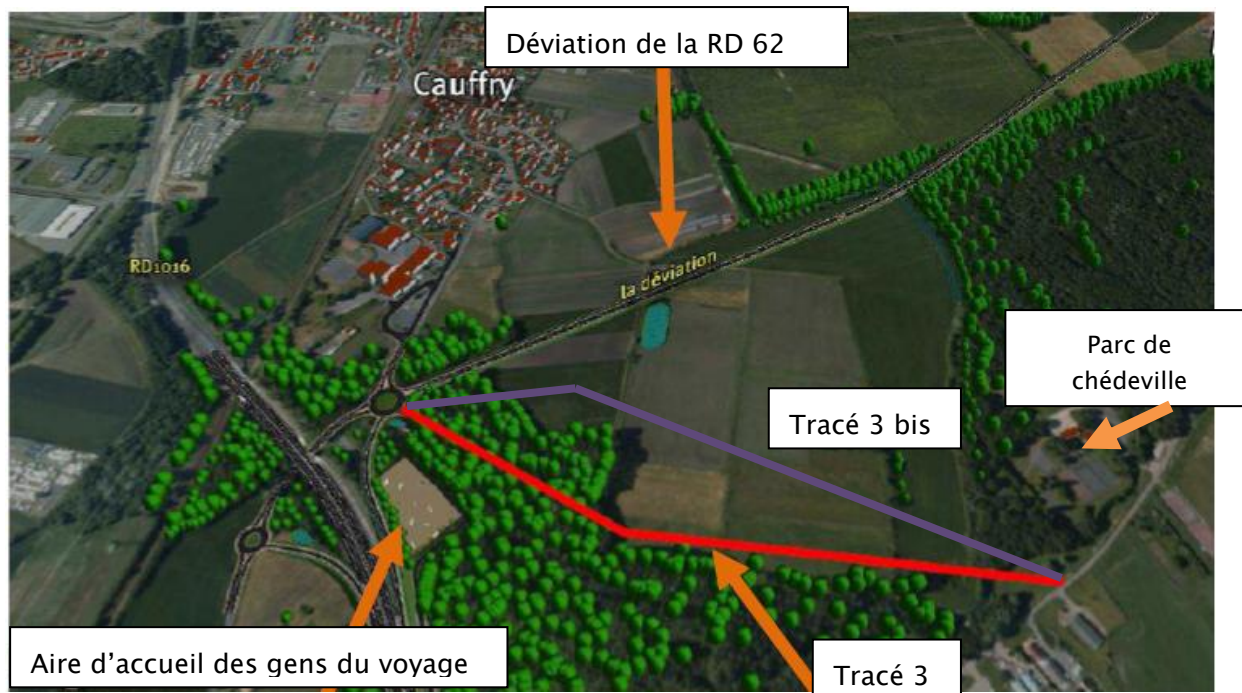 Déviation de la RD 62
Cauffry
RD1016
la déviation
Parc de
chédeville
Tracé 3 bis
Aire d’accueil des gens du voyage
Tracé 3